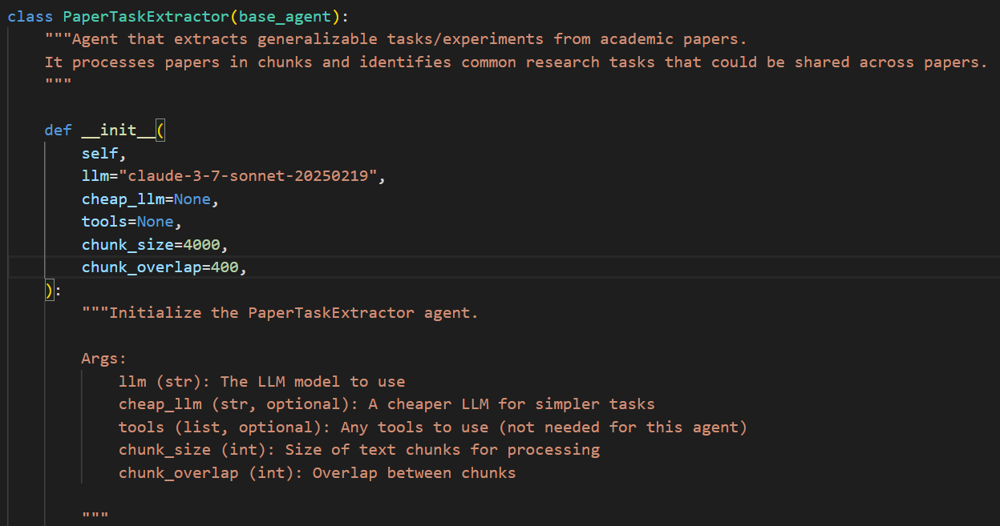 class PaperTaskExtractor(base_agent):
    """Agent that extracts generalizable tasks/experiments from academic papers.
    It processes papers in chunks and identifies common research tasks that could be shared across papers.
    """

    def __init__(
        self,
        llm="claude-3-7-sonnet-20250219",
        cheap_llm=None,
        tools=None,
        chunk_size=4000,
        chunk_overlap=400,
    ):
        """Initialize the PaperTaskExtractor agent.

        Args:
            llm (str): The LLM model to use
            cheap_llm (str, optional): A cheaper LLM for simpler tasks
            tools (list, optional): Any tools to use (not needed for this agent)
            chunk_size (int): Size of text chunks for processing
            chunk_overlap (int): Overlap between chunks

        """